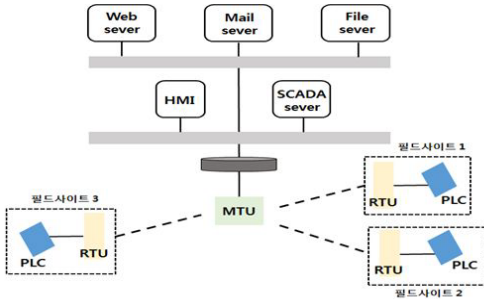 Web
sever
Mail
sever
File
sever
HMI
SCADA
sever
필드사이트 1
RTU
PLC
필드사이트 3
MTU
PLC
RTU
RTU
PLC
필드사이트 2